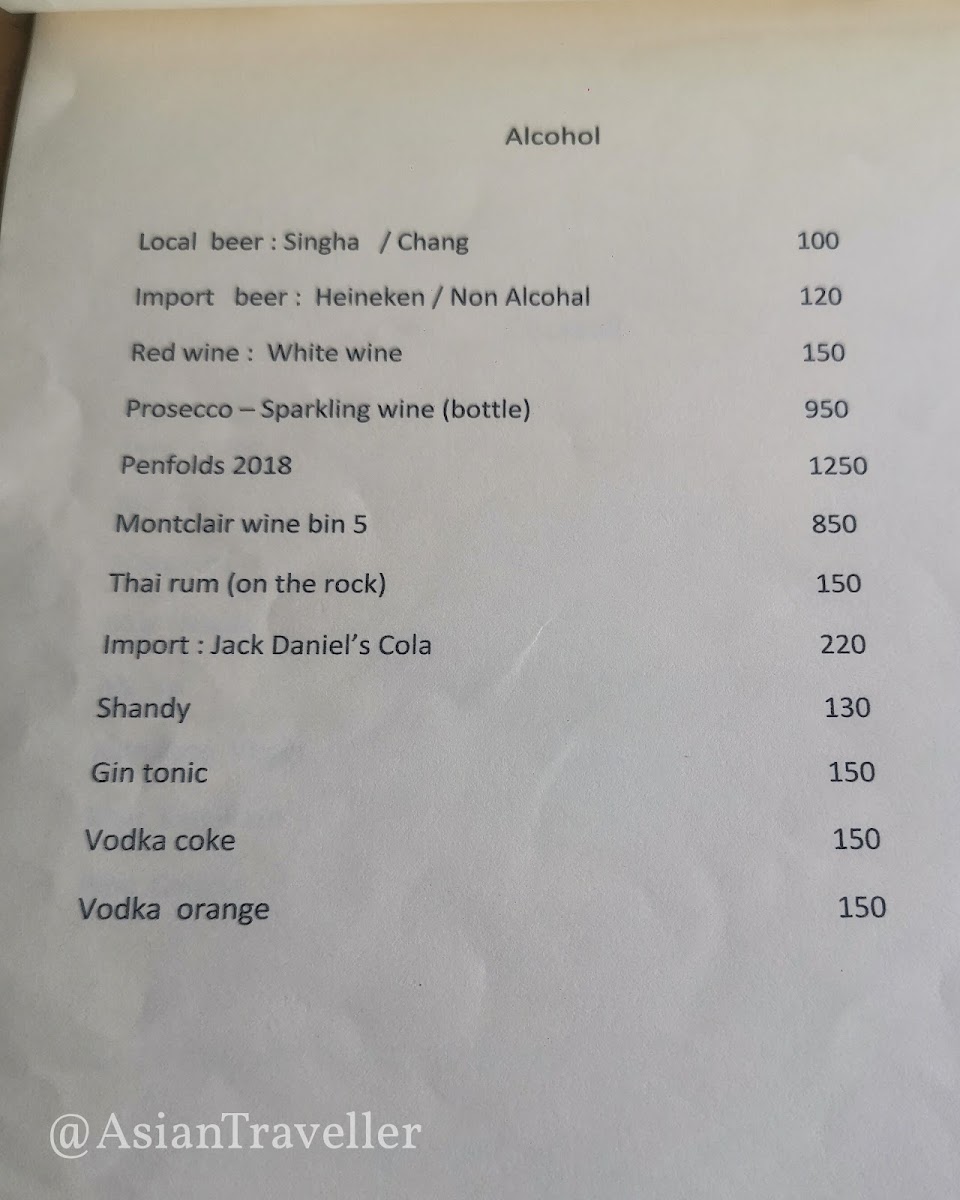 Alcohol
Local beer : Singha / Chang 100
Import beer : Heineken / Non Alcohal 120
Red wine : White wine 150
Prosecco – Sparkling wine (bottle) 950
Penfolds 2018 1250
Montclair wine bin 5 850
Thai rum (on the rock) 150
Import : Jack Daniel’s Cola 220
Shandy 130
Gin tonic 150
Vodka coke 150
Vodka orange 150
@AsianTraveller